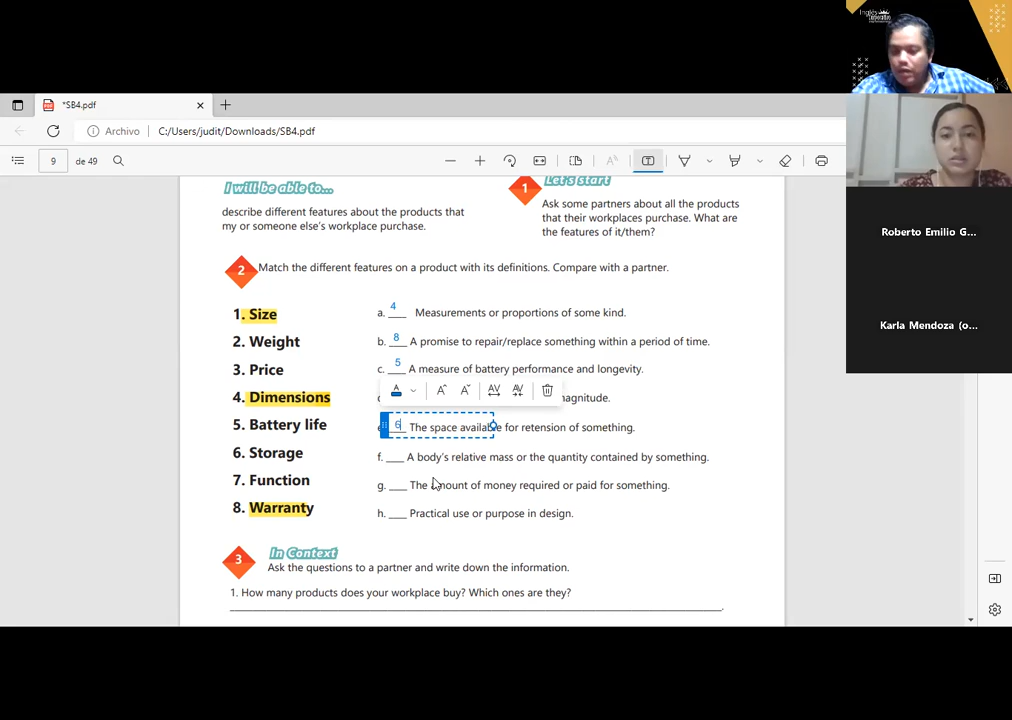 Inglés
*SB4.pdf
Archivo C:/Users/judit/Downloads/SB4.pdf
9 de 49
I will be able to...
describe different features about the products that
my or someone else's workplace purchase.
1 Let's start
Ask some partners about all the products
that their workplaces purchase. What are
the features of it/them?
2 Match the different features on a product with its definitions. Compare with a partner.
1. Size
2. Weight
3. Price
4. Dimensions
5. Battery life
6. Storage
7. Function
8. Warranty
a. 4 Measurements or proportions of some kind.
b. 8 A promise to repair/replace something within a period of time.
c. 5 A measure of battery performance and longevity.
magnitude.
6 The space available for retension of something.
f. ___ A body's relative mass or the quantity contained by something.
g. ___ The amount of money required or paid for something.
h. ___ Practical use or purpose in design.
3 In Context
Ask the questions to a partner and write down the information.
1. How many products does your workplace buy? Which ones are they?
Roberto Emilio G...
Karla Mendoza (o...